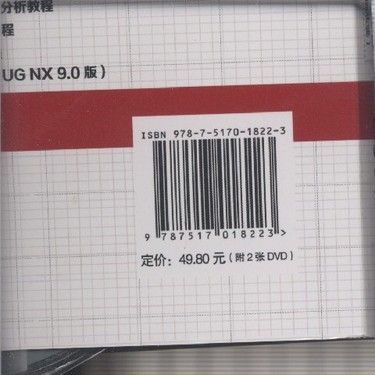 分析教程
程
UG NX 9.0 版）
ISBN 978-7-5170-1822-3
9 787517 018223>
定价：49.80 元（附 2 张 DVD）